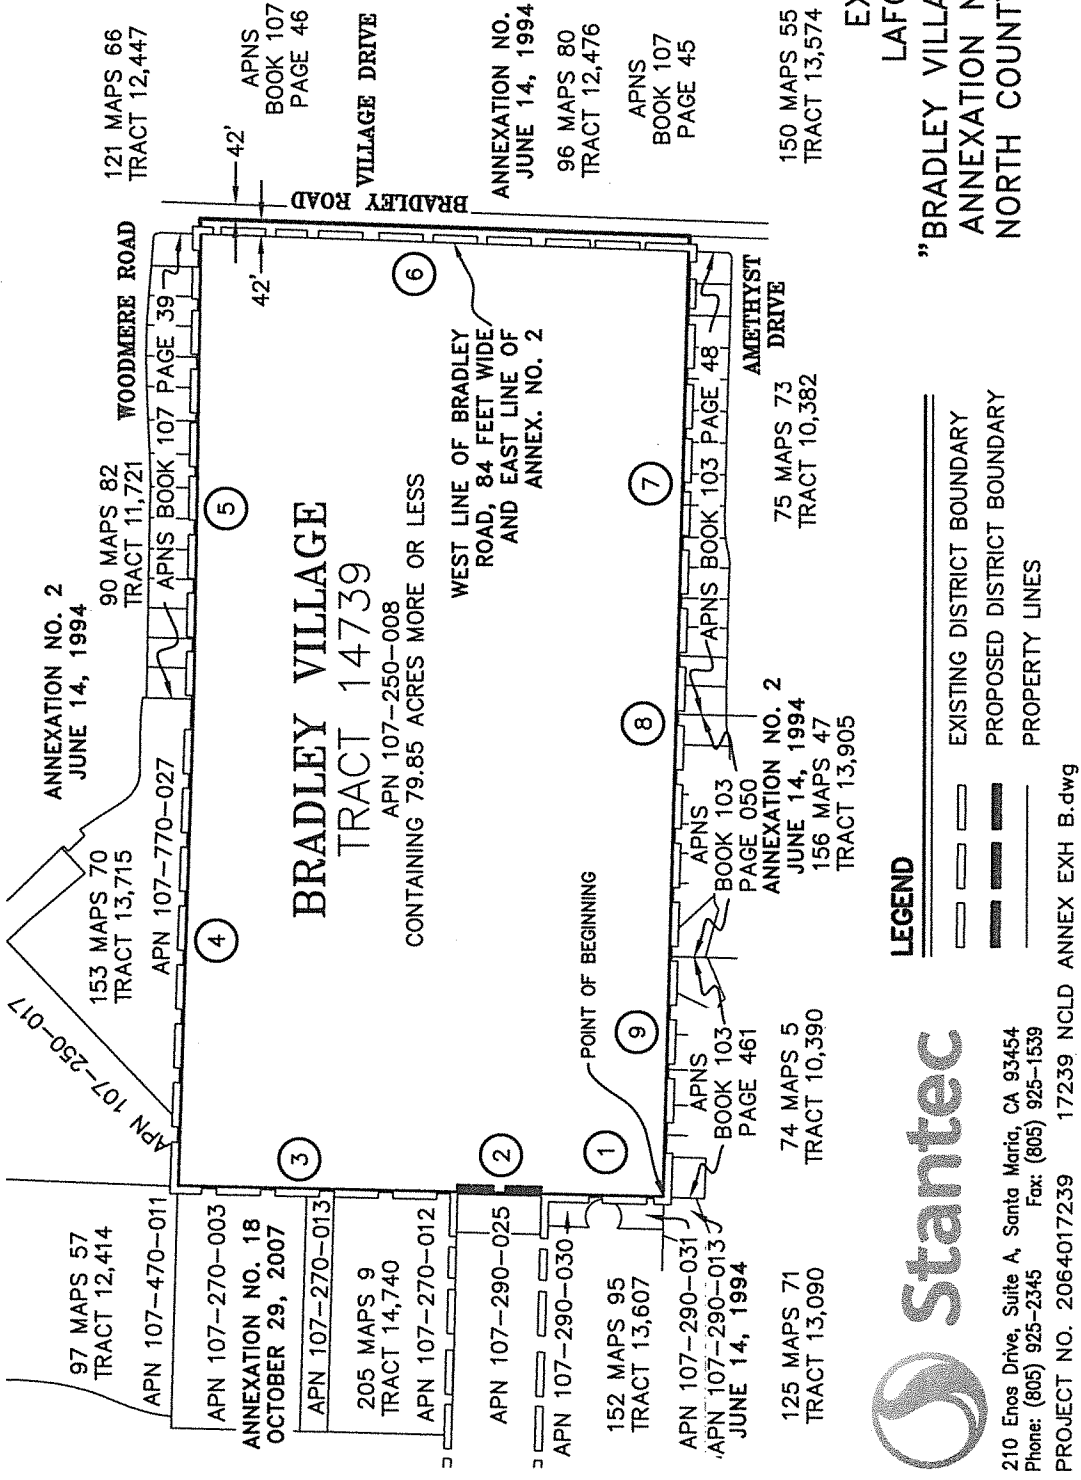 97 MAPS 57
TRACT 12,414
APN 107-470-011
APN 107-270-003
ANNEXATION NO. 18
OCTOBER 29, 2007
APN 107-270-013
205 MAPS 9
TRACT 14,740
APN 107-270-012
APN 107-290-025
APN 107-290-030
152 MAPS 95
TRACT 13,607
APN 107-290-031
APN 107-290-013
JUNE 14, 1994
125 MAPS 71
TRACT 13,090
APN 107-250-017
153 MAPS 70
TRACT 13,715
APN 107-770-027
ANNEXATION NO. 2
JUNE 14, 1994
90 MAPS 82
TRACT 11,721
APNS BOOK 107 PAGE 39
WOODMERE ROAD
121 MAPS 66
TRACT 12,447
APNS
BOOK 107
PAGE 46
42'
42'
VILLAGE DRIVE
BRADLEY ROAD
ANNEXATION NO.
JUNE 14, 1994
96 MAPS 80
TRACT 12,476
APNS
BOOK 107
PAGE 45
150 MAPS 55
TRACT 13,574
BRADLEY VILLAGE
TRACT 14739
APN 107-250-008
CONTAINING 79.85 ACRES MORE OR LESS
WEST LINE OF BRADLEY
ROAD, 84 FEET WIDE
AND EAST LINE OF
ANNEX. NO. 2
POINT OF BEGINNING
1
2
3
4
5
6
7
8
9
AMETHYST
DRIVE
APNS BOOK 103 PAGE 48
75 MAPS 73
TRACT 10,382
APNS
BOOK 103
PAGE 050
ANNEXATION NO. 2
JUNE 14, 1994
156 MAPS 47
TRACT 13,905
APNS
BOOK 103
PAGE 461
74 MAPS 5
TRACT 10,390
LEGEND
EXISTING DISTRICT BOUNDARY
PROPOSED DISTRICT BOUNDARY
PROPERTY LINES
EX
LAFC
"BRADLEY VILLA
ANNEXATION N
NORTH COUNT
Stantec
210 Enos Drive, Suite A, Santa Maria, CA 93454
Phone: (805) 925-2345 Fax: (805) 925-1539
PROJECT NO. 2064017239 17239 NCLD ANNEX EXH B.dwg